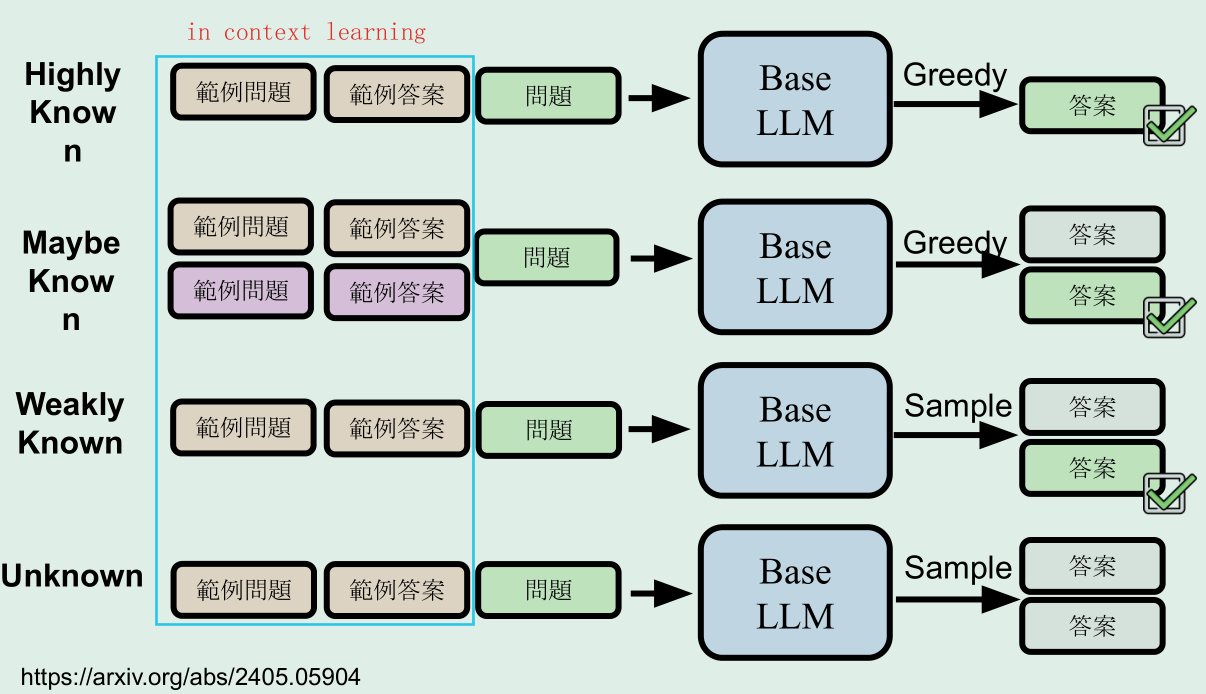 in context learning
Highly
Know
n
範例問題
範例答案
問題
Base
LLM
Greedy
答案
Maybe
Know
n
範例問題
範例答案
範例問題
範例答案
問題
Base
LLM
Greedy
答案
答案
Weakly
Known
範例問題
範例答案
問題
Base
LLM
Sample
答案
答案
Unknown
範例問題
範例答案
問題
Base
LLM
Sample
答案
答案
https://arxiv.org/abs/2405.05904